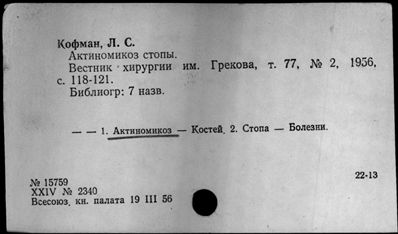 Кофман, Л. С.
Актиномикоз стопы.
Вестник хирургии им. Грекова, т. 77, № 2, 1956,
с. 118-121.
Библиогр: 7 назв.
— — 1. Актиномикоз — Костей. 2. Стопа — Болезни.
22-13
№ 15759
XXIV № 2340
Всесоюз. кн. палата 19 III 56